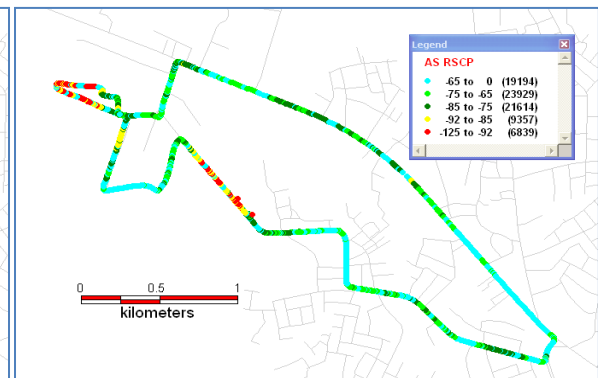 Legend
AS RSCP
-65 to 0 (19194)
-75 to -65 (23929)
-85 to -75 (21614)
-92 to -85 (9357)
-125 to -92 (6839)
0 0.5 1
kilometers